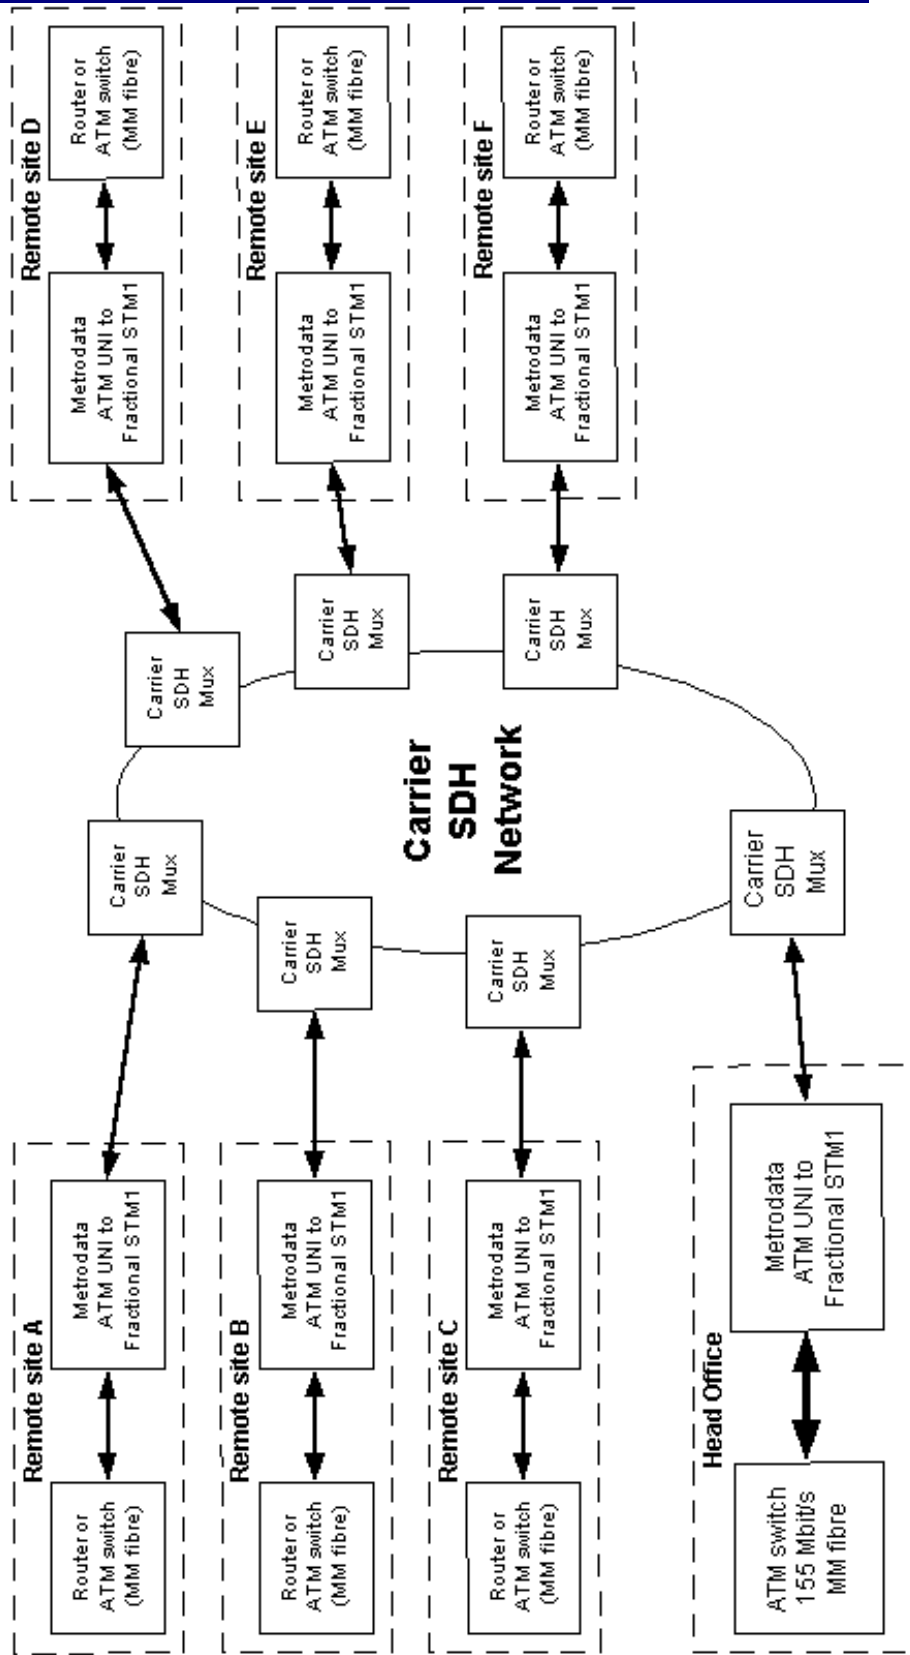 Remote site A
Router or
ATM switch
(MM fibre)
Metrodata
ATM UNI to
Fractional STM1
Carrier
SDH
Mux
Carrier
SDH
Mux
Remote site D
Metrodata
ATM UNI to
Fractional STM1
Router or
ATM switch
(MM fibre)
Remote site B
Router or
ATM switch
(MM fibre)
Metrodata
ATM UNI to
Fractional STM1
Carrier
SDH
Mux
Carrier
SDH
Mux
Remote site E
Metrodata
ATM UNI to
Fractional STM1
Router or
ATM switch
(MM fibre)
Carrier
SDH
Network
Remote site C
Router or
ATM switch
(MM fibre)
Metrodata
ATM UNI to
Fractional STM1
Carrier
SDH
Mux
Carrier
SDH
Mux
Remote site F
Metrodata
ATM UNI to
Fractional STM1
Router or
ATM switch
(MM fibre)
Head Office
ATM switch
155 Mbit/s
MM fibre
Metrodata
ATM UNI to
Fractional STM1
Carrier
SDH
Mux